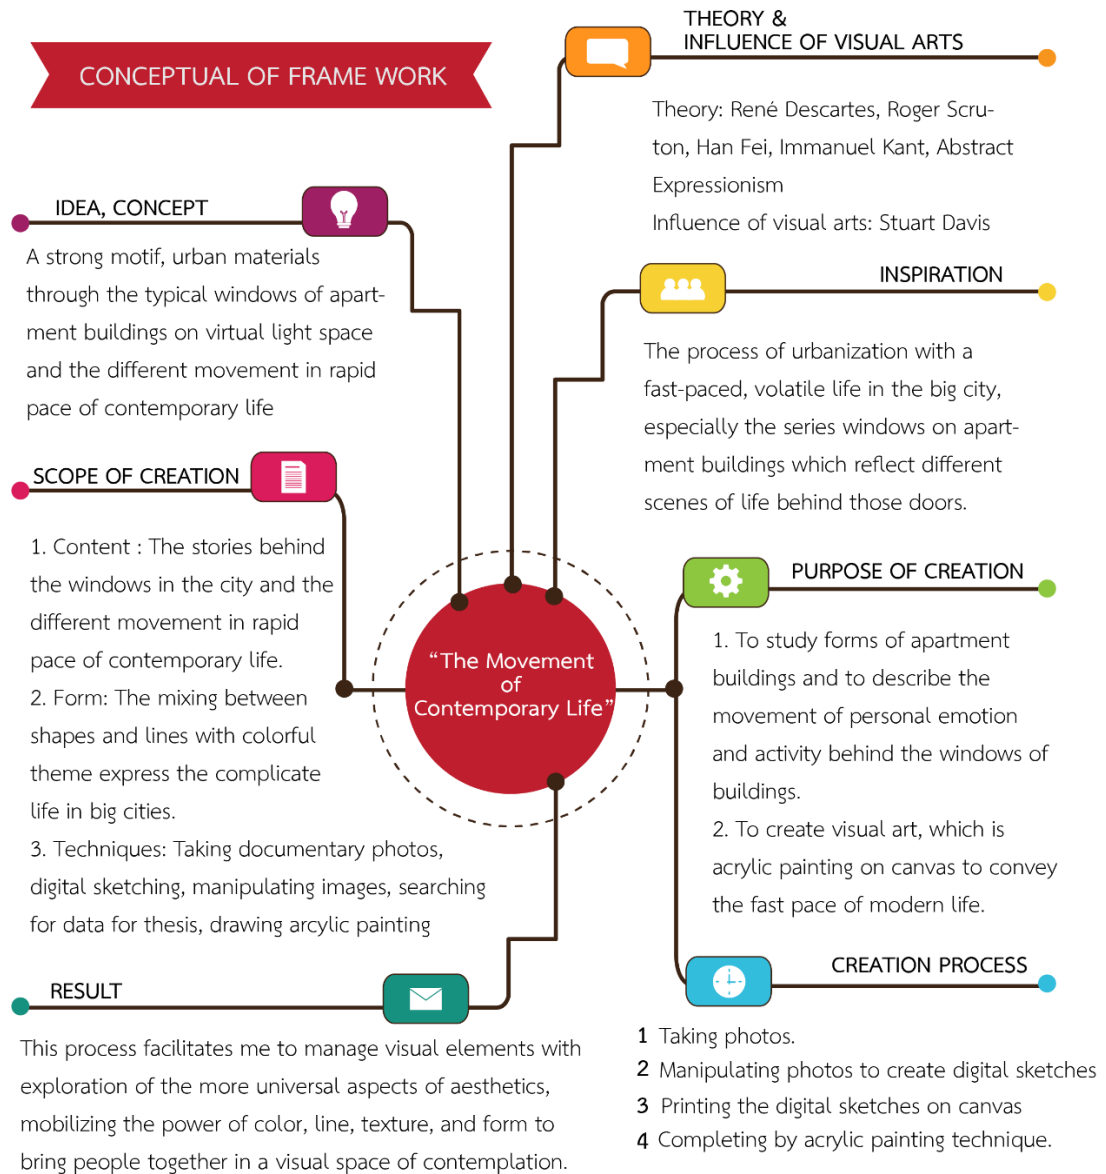 CONCEPTUAL OF FRAME WORK
THEORY &
INFLUENCE OF VISUAL ARTS
Theory: René Descartes, Roger Scru-
ton, Han Fei, Immanuel Kant, Abstract
Expressionism
Influence of visual arts: Stuart Davis
IDEA, CONCEPT
A strong motif, urban materials
through the typical windows of apart-
ment buildings on virtual light space
and the different movement in rapid
pace of contemporary life
INSPIRATION
The process of urbanization with a
fast-paced, volatile life in the big city,
especially the series windows on apart-
ment buildings which reflect different
scenes of life behind those doors.
SCOPE OF CREATION
1. Content : The stories behind
the windows in the city and the
different movement in rapid
pace of contemporary life.
2. Form: The mixing between
shapes and lines with colorful
theme express the complicate
life in big cities.
3. Techniques: Taking documentary photos,
digital sketching, manipulating images, searching
for data for thesis, drawing arcylic painting
“The Movement
of
Contemporary Life”
PURPOSE OF CREATION
1. To study forms of apartment
buildings and to describe the
movement of personal emotion
and activity behind the windows of
buildings.
2. To create visual art, which is
acrylic painting on canvas to convey
the fast pace of modern life.
RESULT
This process facilitates me to manage visual elements with
exploration of the more universal aspects of aesthetics,
mobilizing the power of color, line, texture, and form to
bring people together in a visual space of contemplation.
CREATION PROCESS
1 Taking photos.
2 Manipulating photos to create digital sketches
3 Printing the digital sketches on canvas
4 Completing by acrylic painting technique.